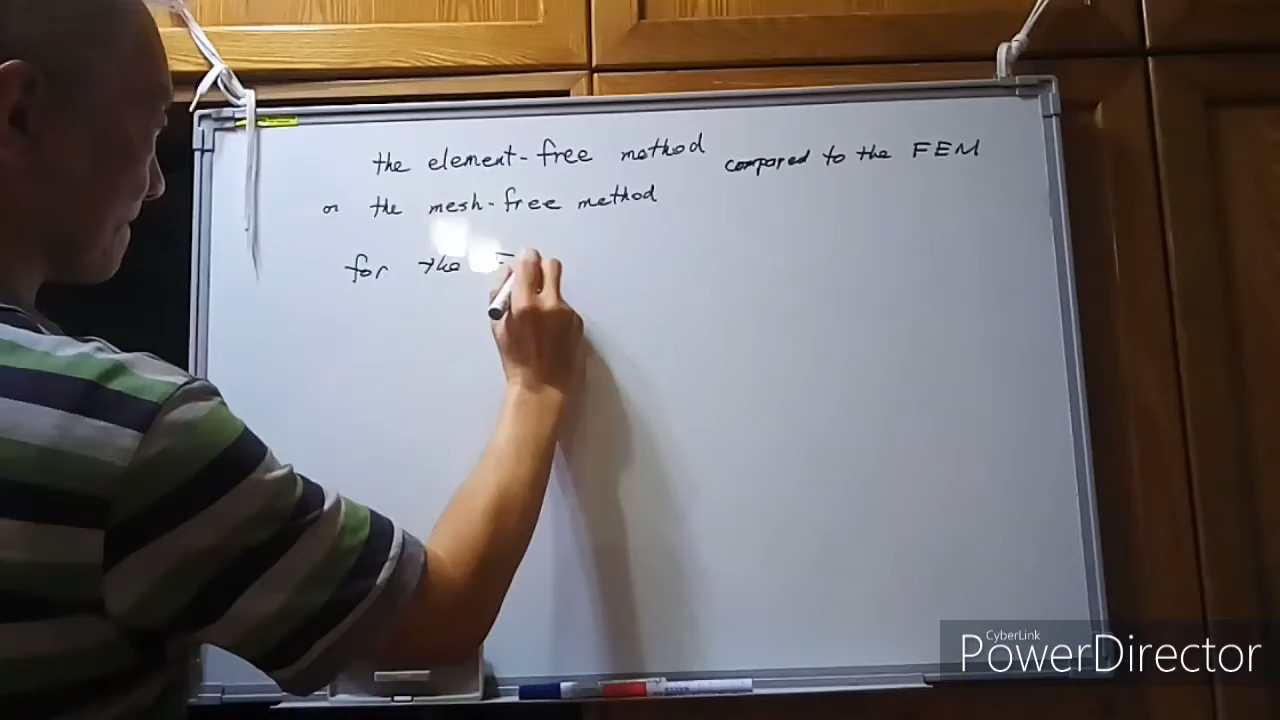 the element-free method compared to the FEM
or the mesh-free method
for the
CyberLink
PowerDirector